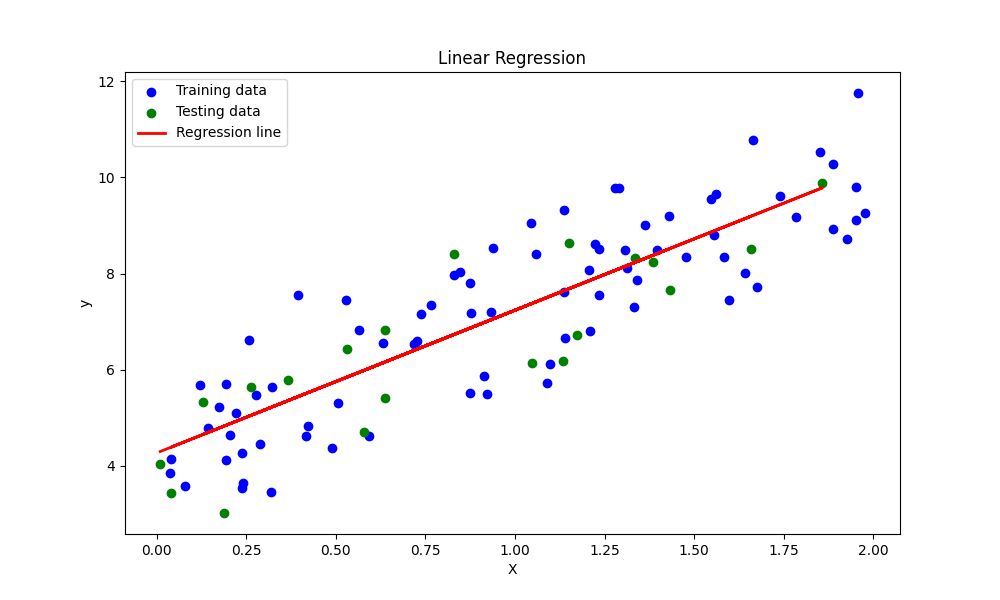 Linear Regression
Training data
Testing data
Regression line
12
10
8
6
4
y
0.00 0.25 0.50 0.75 1.00 1.25 1.50 1.75 2.00
X